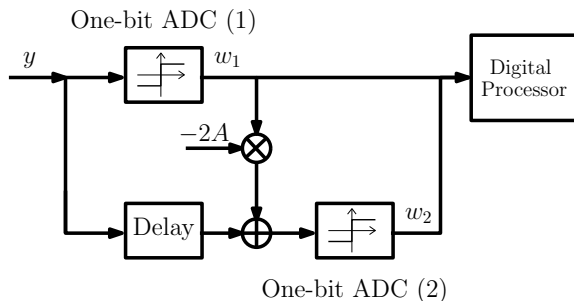 One-bit ADC (1)
y
w₁
Digital
Processor
−2A
Delay
w₂
One-bit ADC (2)